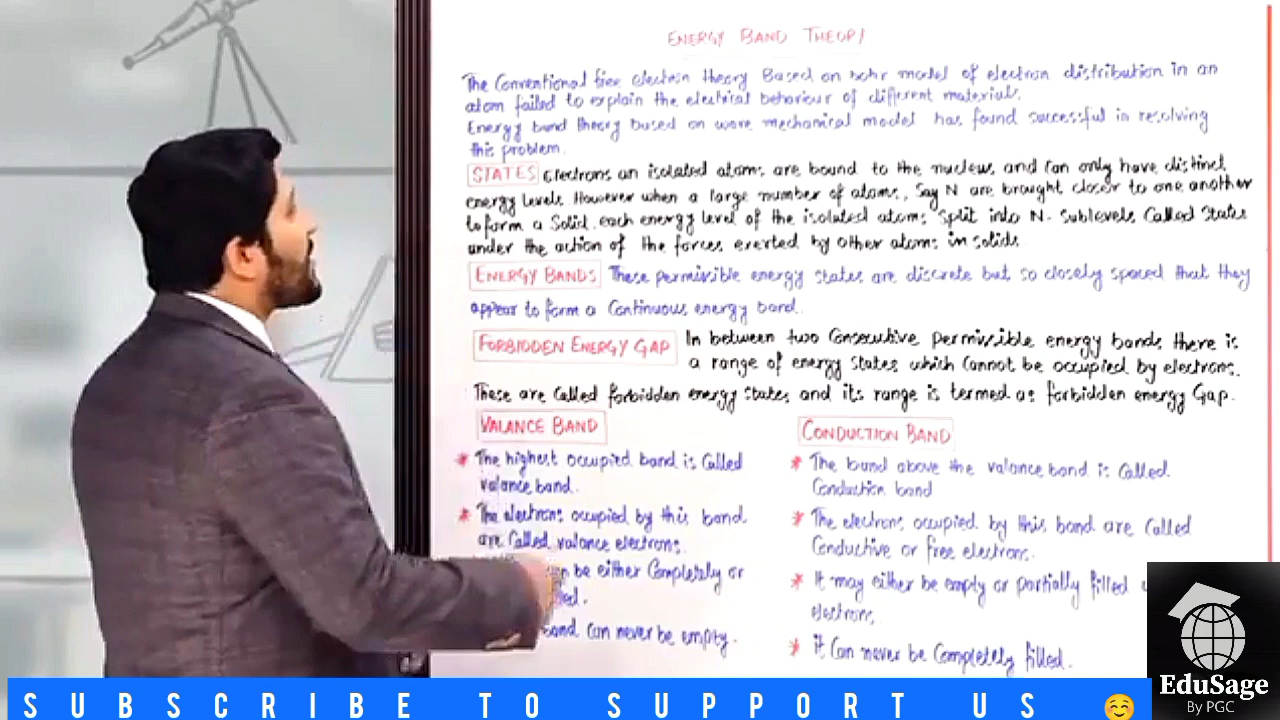 ENERGY BAND THEORY
The Conventional free electron theory Based on bohr model of electron distribution in an
atom failed to explain the electrical behaviour of different materials.
Energy band theory based on wave mechanical model has found successful in resolving
this problem.
STATES Electrons an isolated atoms are bound to the nucleus and Can only have distinct
energy levels. However when a large number of atoms, Say N are brought closer to one another
to form a Solid. each energy level of the isolated atoms split into N. sublevels Called States
under the action of the forces exerted by other atoms in solids
ENERGY BANDS These permissible energy states are discrete but so closely spaced that they
appear to form a Continuous energy band.
FORBIDDEN ENERGY GAP In between two Consecutive permissible energy bands there is
a range of energy states which Cannot be occupied by electrons.
These are Called forbidden energy states and its range is termed as forbidden energy Gap.
VALANCE BAND
* The highest occupied band is Called
valance band.
* The electrons occupied by this band
are Called valance electrons.
be either Completely or
band Can never be empty.
CONDUCTION BAND
* The band above the valance band is Called
Conduction band
* The electrons occupied by this band are Called
Conductive or free electrons.
* It may either be empty or partially filled
electrons.
* it Can never be Completely filled.
EduSage
By PGC
SUBSCRIBE TO SUPPORT US 😊